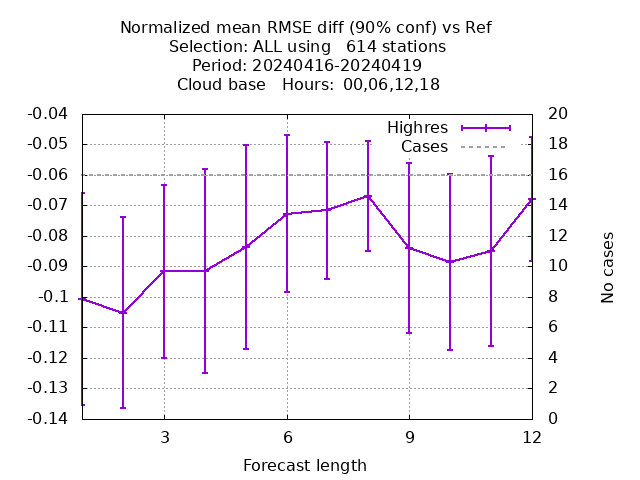 Normalized mean RMSE diff (90% conf) vs Ref
Selection: ALL using   614 stations
Period: 20240416-20240419
Cloud base   Hours:  00,06,12,18
Highres
Cases
-0.04
-0.05
-0.06
-0.07
-0.08
-0.09
-0.1
-0.11
-0.12
-0.13
-0.14
20
18
16
14
12
10
8
6
4
2
0
No cases
3 6 9 12
Forecast length